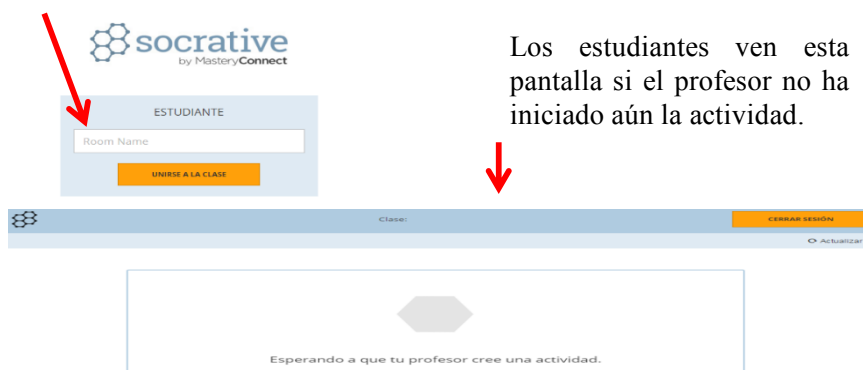 socrative
by MasteryConnect
ESTUDIANTE
Room Name
UNIRSE A LA CLASE
Los estudiantes ven esta
pantalla si el profesor no ha
iniciado aún la actividad.
Clase:
CERRAR SESIÓN
Actualizar
Esperando a que tu profesor cree una actividad.